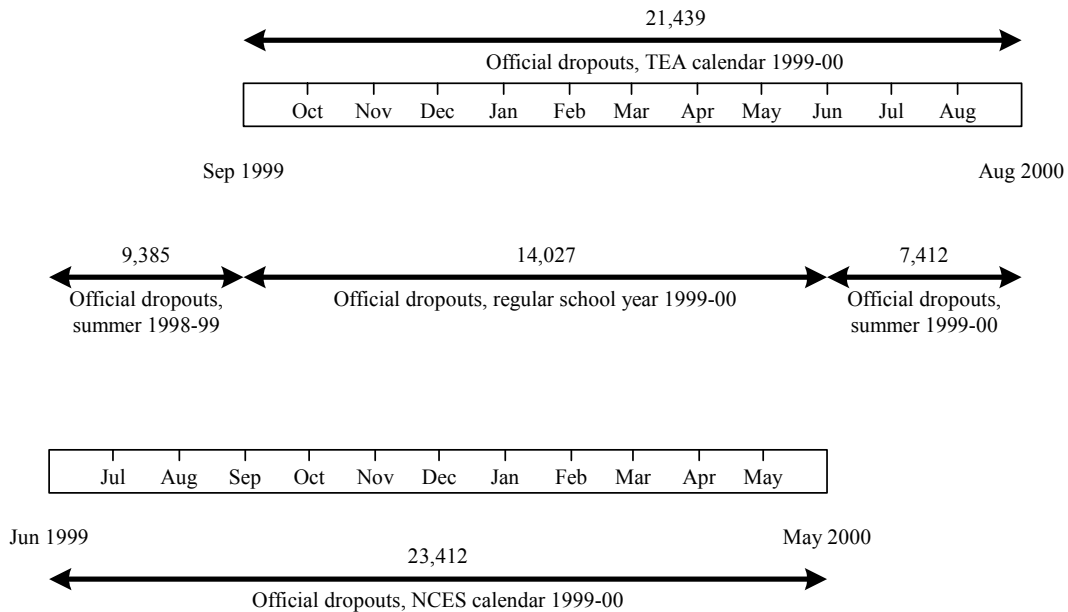 21,439
Official dropouts, TEA calendar 1999-00
Oct Nov Dec Jan Feb Mar Apr May Jun Jul Aug
Sep 1999 Aug 2000
9,385 14,027 7,412
Official dropouts, Official dropouts, regular school year 1999-00 Official dropouts,
summer 1998-99 summer 1999-00
Jul Aug Sep Oct Nov Dec Jan Feb Mar Apr May
Jun 1999 May 2000
23,412
Official dropouts, NCES calendar 1999-00